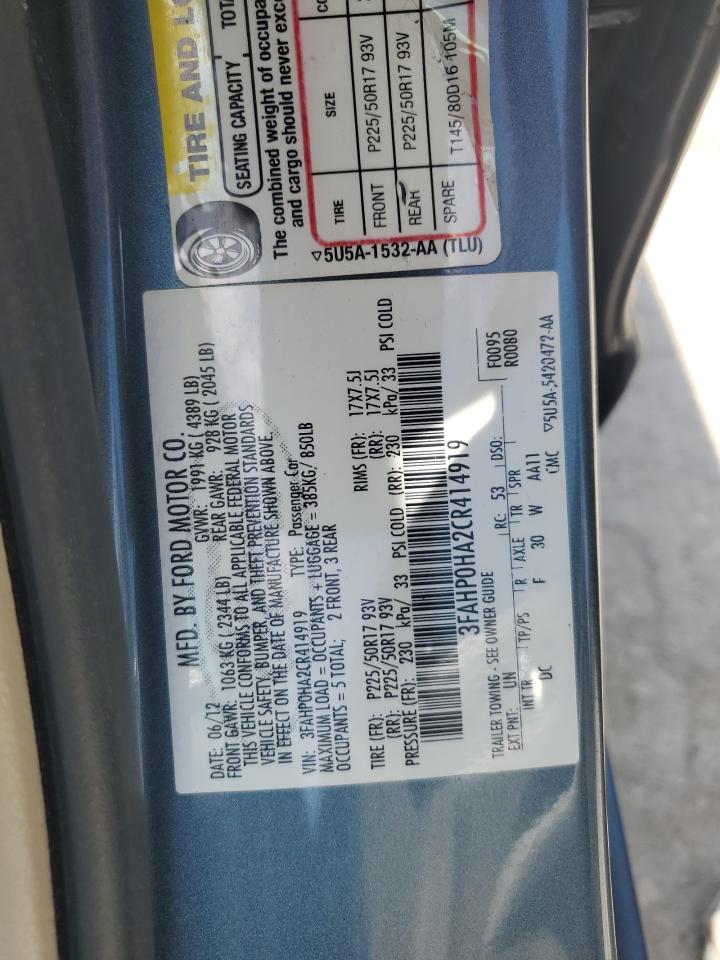 TIRE AND LO
SEATING CAPACITY
TOTA
The combined weight of occupa
and cargo should never exce
TIRE SIZE CO
FRONT P225/50R17 93V
REAR P225/50R17 93V
SPARE T145/80D16 105M
▽5U5A-1532-AA (TLU)
MFD. BY FORD MOTOR CO.
DATE: 06/12 GVWR: 1991 KG ( 4389 LB)
FRONT GAWR: 1063 KG ( 2344 LB) REAR GAWR: 928 KG ( 2045 LB)
THIS VEHICLE CONFORMS TO ALL APPLICABLE FEDERAL MOTOR
VEHICLE SAFETY, BUMPER, AND THEFT PREVENTION STANDARDS
IN EFFECT ON THE DATE OF MANUFACTURE SHOWN ABOVE.
VIN: 3FAHP0HA2CR414919 TYPE: Passenger Car
MAXIMUM LOAD = OCCUPANTS + LUGGAGE = 385KG/ 850LB
OCCUPANTS = 5 TOTAL; 2 FRONT, 3 REAR
TIRE (FR): P225/50R17 93V RIMS (FR): 17X7.5J
(RR): P225/50R17 93V (RR): 17X7.5J
PRESSURE (FR): 230 kPa/ 33 PSI COLD (RR): 230 kPa/ 33 PSI COLD
3FAHP0HA2CR414919
TRAILER TOWING - SEE OWNER GUIDE F0095
EXT PNT: UN RC: 53 DSO: R0080
INT TR TP/PS R AXLE TR SPR
DC F 30 W AA11
CMC ▽5U5A-5420472-AA